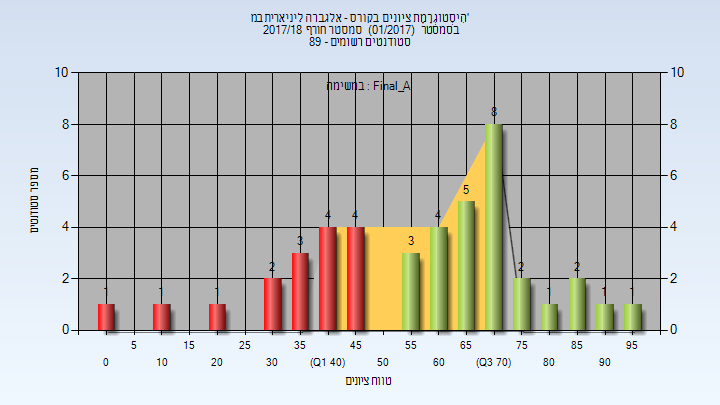 היסטוגרמת ציונים בקורס - אלגברה ליניארית במ'
בסמסטר (01/2017) סמסטר חורף 2017/18
סטודנטים רשומים - 89
במשימה : Final_A
מספר סטודנטים
10 10
8 8
6 6
4 4
2 2
0 0
1 1 1 2 3 4 4 3 4 5 8 2 1 2 1 1
5 15 25 35 45 55 65 75 85 95
0 10 20 30 (Q1 40) 50 60 (Q3 70) 80 90
טווח ציונים